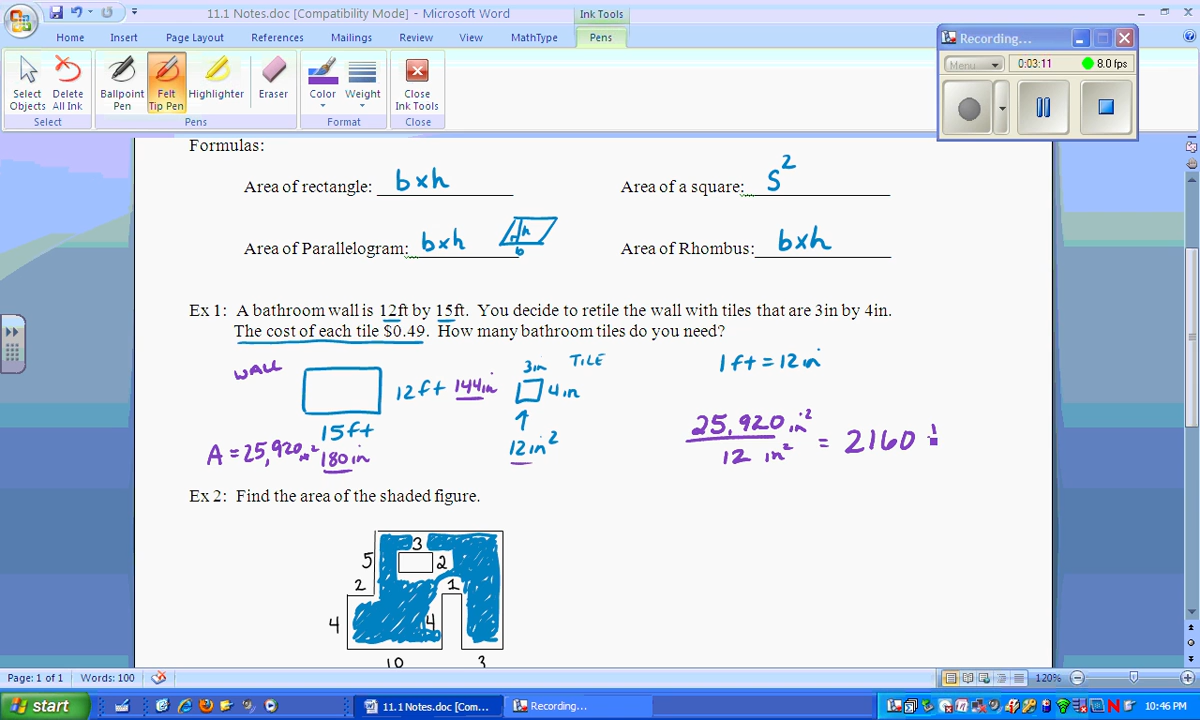 11.1 Notes.doc [Compatibility Mode] - Microsoft Word
Ink Tools
Home Insert Page Layout References Mailings Review View MathType Pens
Select Objects
Delete All Ink
Ballpoint Pen
Felt Tip Pen
Highlighter
Eraser
Color
Weight
Close Ink Tools
Select
Pens
Format
Close
Recording...
Menu
0:03:11
8.0 fps
Formulas:
Area of rectangle: bxh
Area of a square: S²
Area of Parallelogram: bxh
h
b
Area of Rhombus: bxh
Ex 1: A bathroom wall is 12ft by 15ft. You decide to retile the wall with tiles that are 3in by 4in.
The cost of each tile $0.49. How many bathroom tiles do you need?
WALL
12ft 144in
15ft
180in
A = 25,920in²
3in TILE
4in
12in²
1ft = 12in
25,920in²
12 in²
= 2160
Ex 2: Find the area of the shaded figure.
3
5
2
2
1
4
4
10
3
Page: 1 of 1
Words: 100
120%
start
11.1 Notes.doc [Com...
Recording...
10:46 PM